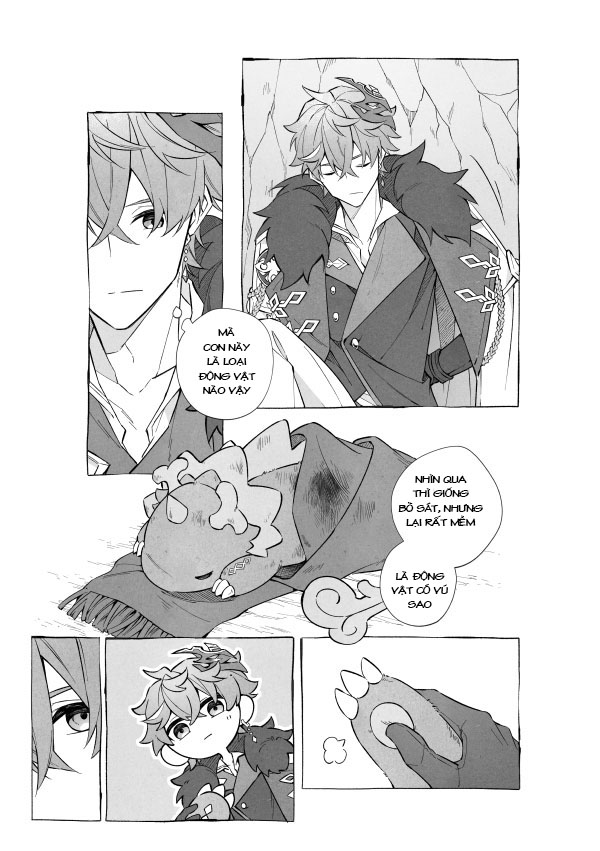 MÀ
CON NÀY
LÀ LOẠI
ĐỘNG VẬT
NÃO VẬY
NHÌN QUA
THÌ GIỐNG
BÒ SÁT, NHƯNG
LẠI RẤT MỀM
LÀ ĐỘNG
VẬT CÓ VÚ
SAO